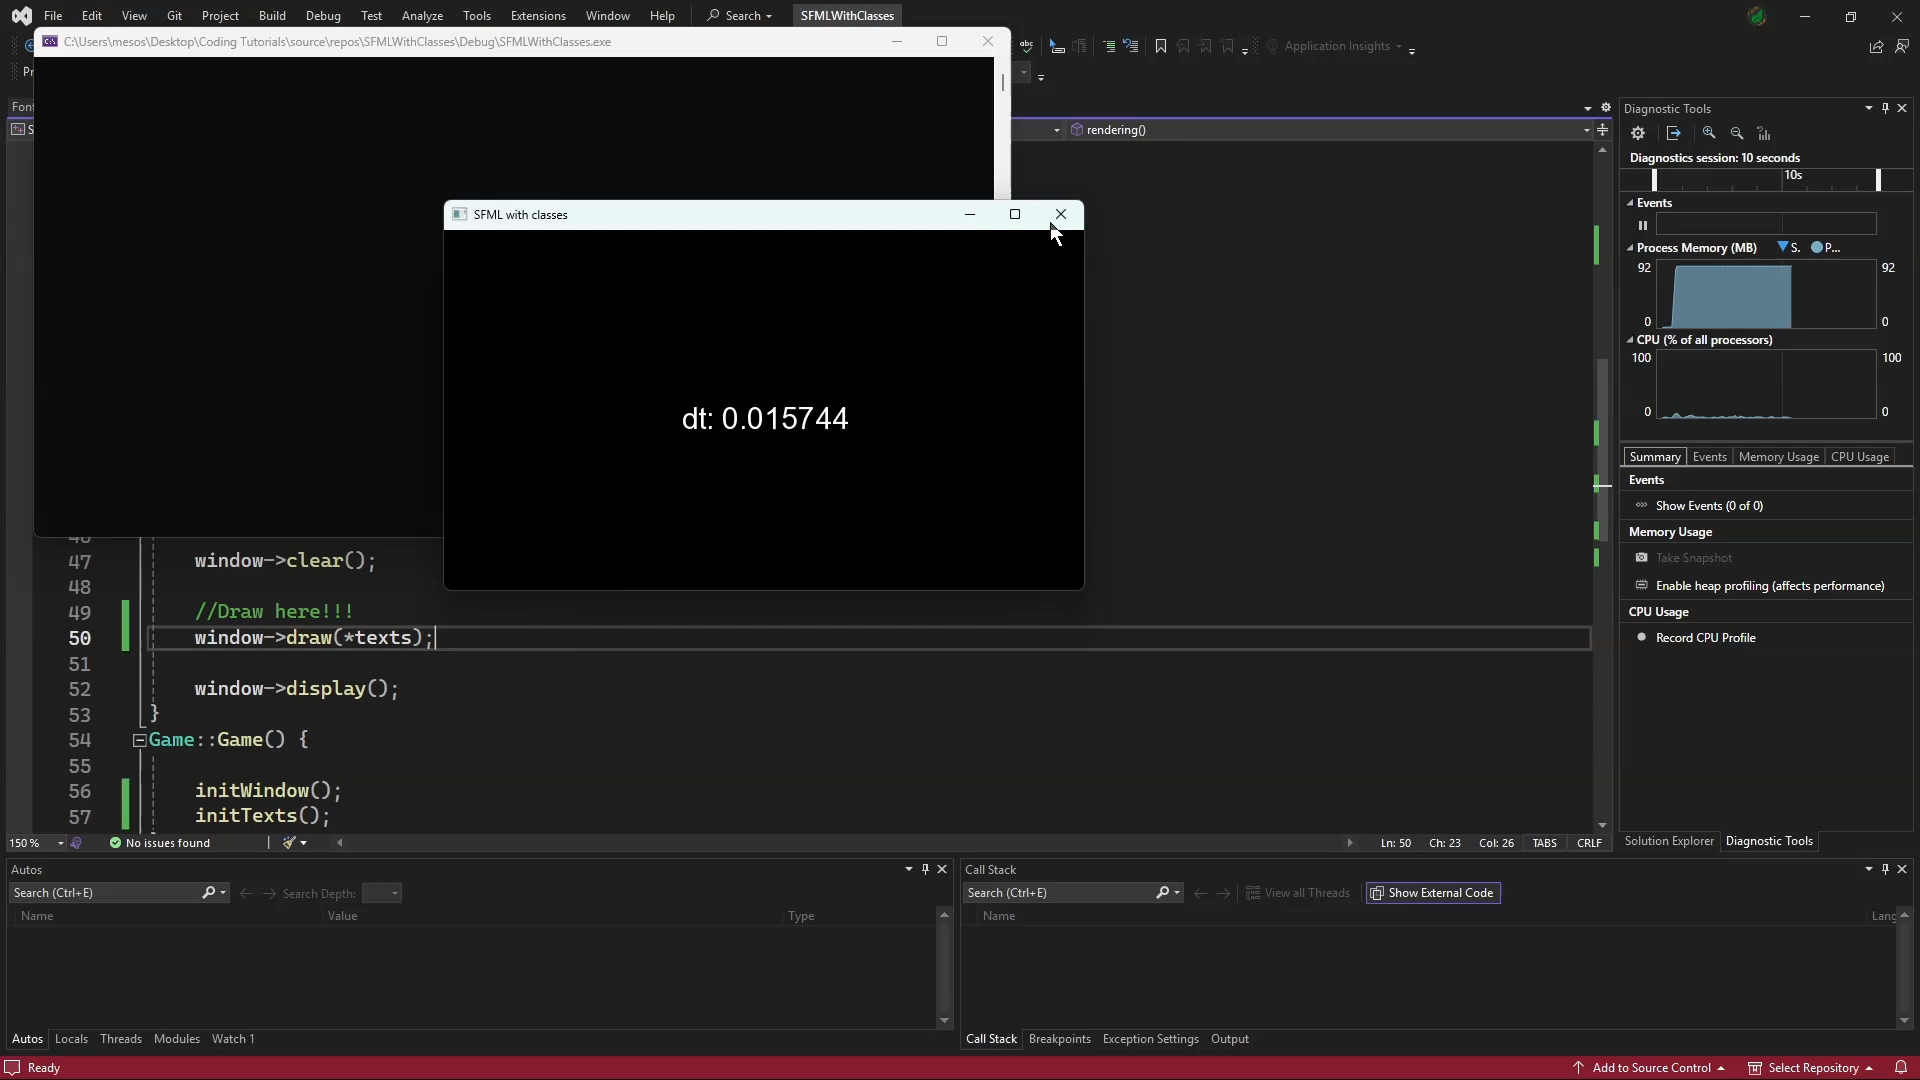 File Edit View Git Project Build Debug Test Analyze Tools Extensions Window Help Search SFMLWithClasses
C:\Users\mesos\Desktop\Coding Tutorials\source\repos\SFMLWithClasses\Debug\SFMLWithClasses.exe
Application Insights
rendering()
SFML with classes
dt: 0.015744
47 window->clear();
48
49 //Draw here!!!
50 window->draw(*texts);
51
52 window->display();
53 }
54 Game::Game() {
55
56 initWindow();
57 initTexts();
150 % No issues found Ln: 50 Ch: 23 Col: 26 TABS CRLF
Diagnostic Tools
Diagnostics session: 10 seconds
10s
Events
Process Memory (MB) S. P...
92 92
0 0
CPU (% of all processors)
100 100
0 0
Summary Events Memory Usage CPU Usage
Events
Show Events (0 of 0)
Memory Usage
Take Snapshot
Enable heap profiling (affects performance)
CPU Usage
Record CPU Profile
Solution Explorer Diagnostic Tools
Autos
Search (Ctrl+E) Search Depth:
Name Value Type
Autos Locals Threads Modules Watch 1
Call Stack
Search (Ctrl+E) View all Threads Show External Code
Name Lang
Call Stack Breakpoints Exception Settings Output
Ready Add to Source Control Select Repository